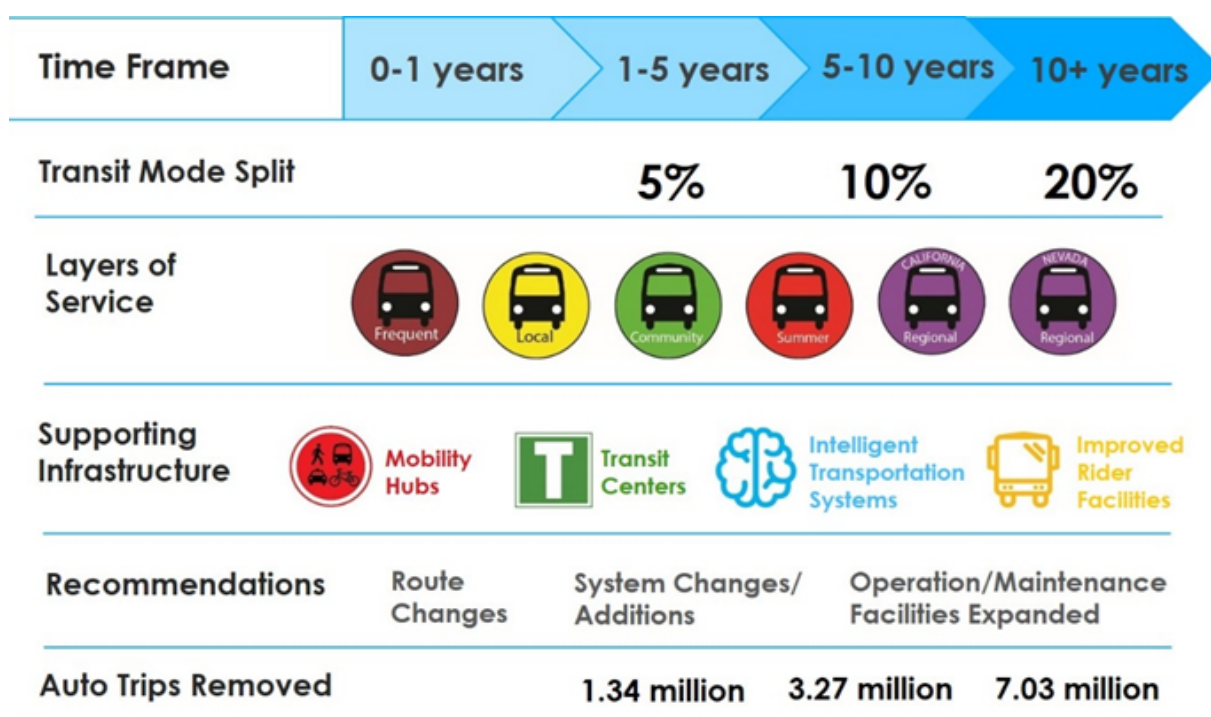 Time Frame
0-1 years
1-5 years
5-10 years
10+ years
Transit Mode Split
5%
10%
20%
Layers of
Service
Frequent
Local
Community
Summer
CALIFORNIA
Regional
NEVADA
Regional
Supporting
Infrastructure
Mobility
Hubs
T
Transit
Centers
Intelligent
Transportation
Systems
Improved
Rider
Facilities
Recommendations
Route
Changes
System Changes/
Additions
Operation/Maintenance
Facilities Expanded
Auto Trips Removed
1.34 million
3.27 million
7.03 million